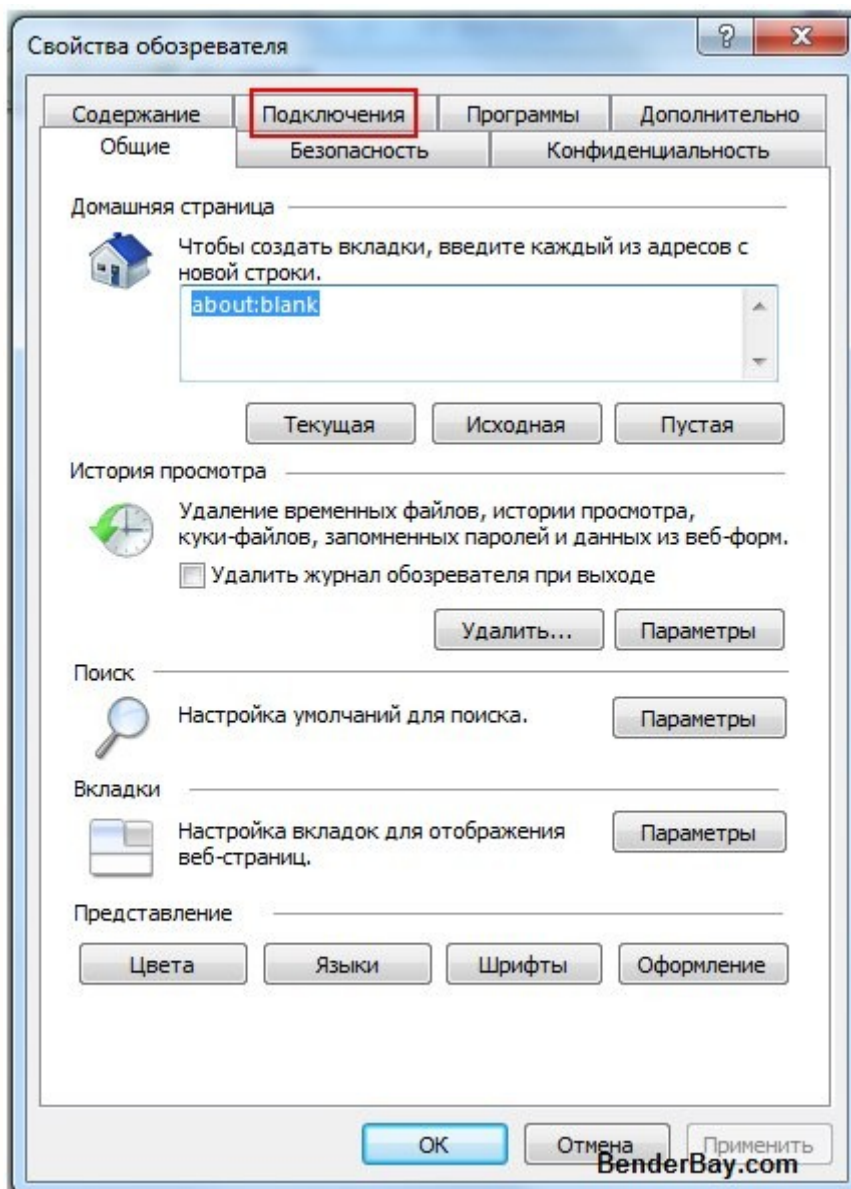 Свойства обозревателя
?
X
Содержание Подключения Программы Дополнительно
Общие Безопасность Конфиденциальность
Домашняя страница
Чтобы создать вкладки, введите каждый из адресов с
новой строки.
about:blank
Текущая Исходная Пустая
История просмотра
Удаление временных файлов, истории просмотра,
куки-файлов, запомненных паролей и данных из веб-форм.
Удалить журнал обозревателя при выходе
Удалить... Параметры
Поиск
Настройка умолчаний для поиска. Параметры
Вкладки
Настройка вкладок для отображения Параметры
веб-страниц.
Представление
Цвета Языки Шрифты Оформление
ОК Отмена Применить
BenderBay.com